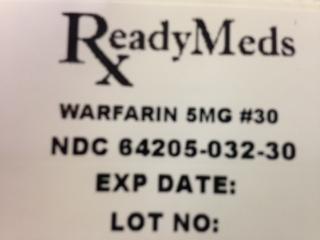 ReadyMeds
WARFARIN 5MG #30
NDC 64205-032-30
EXP DATE:
LOT NO: